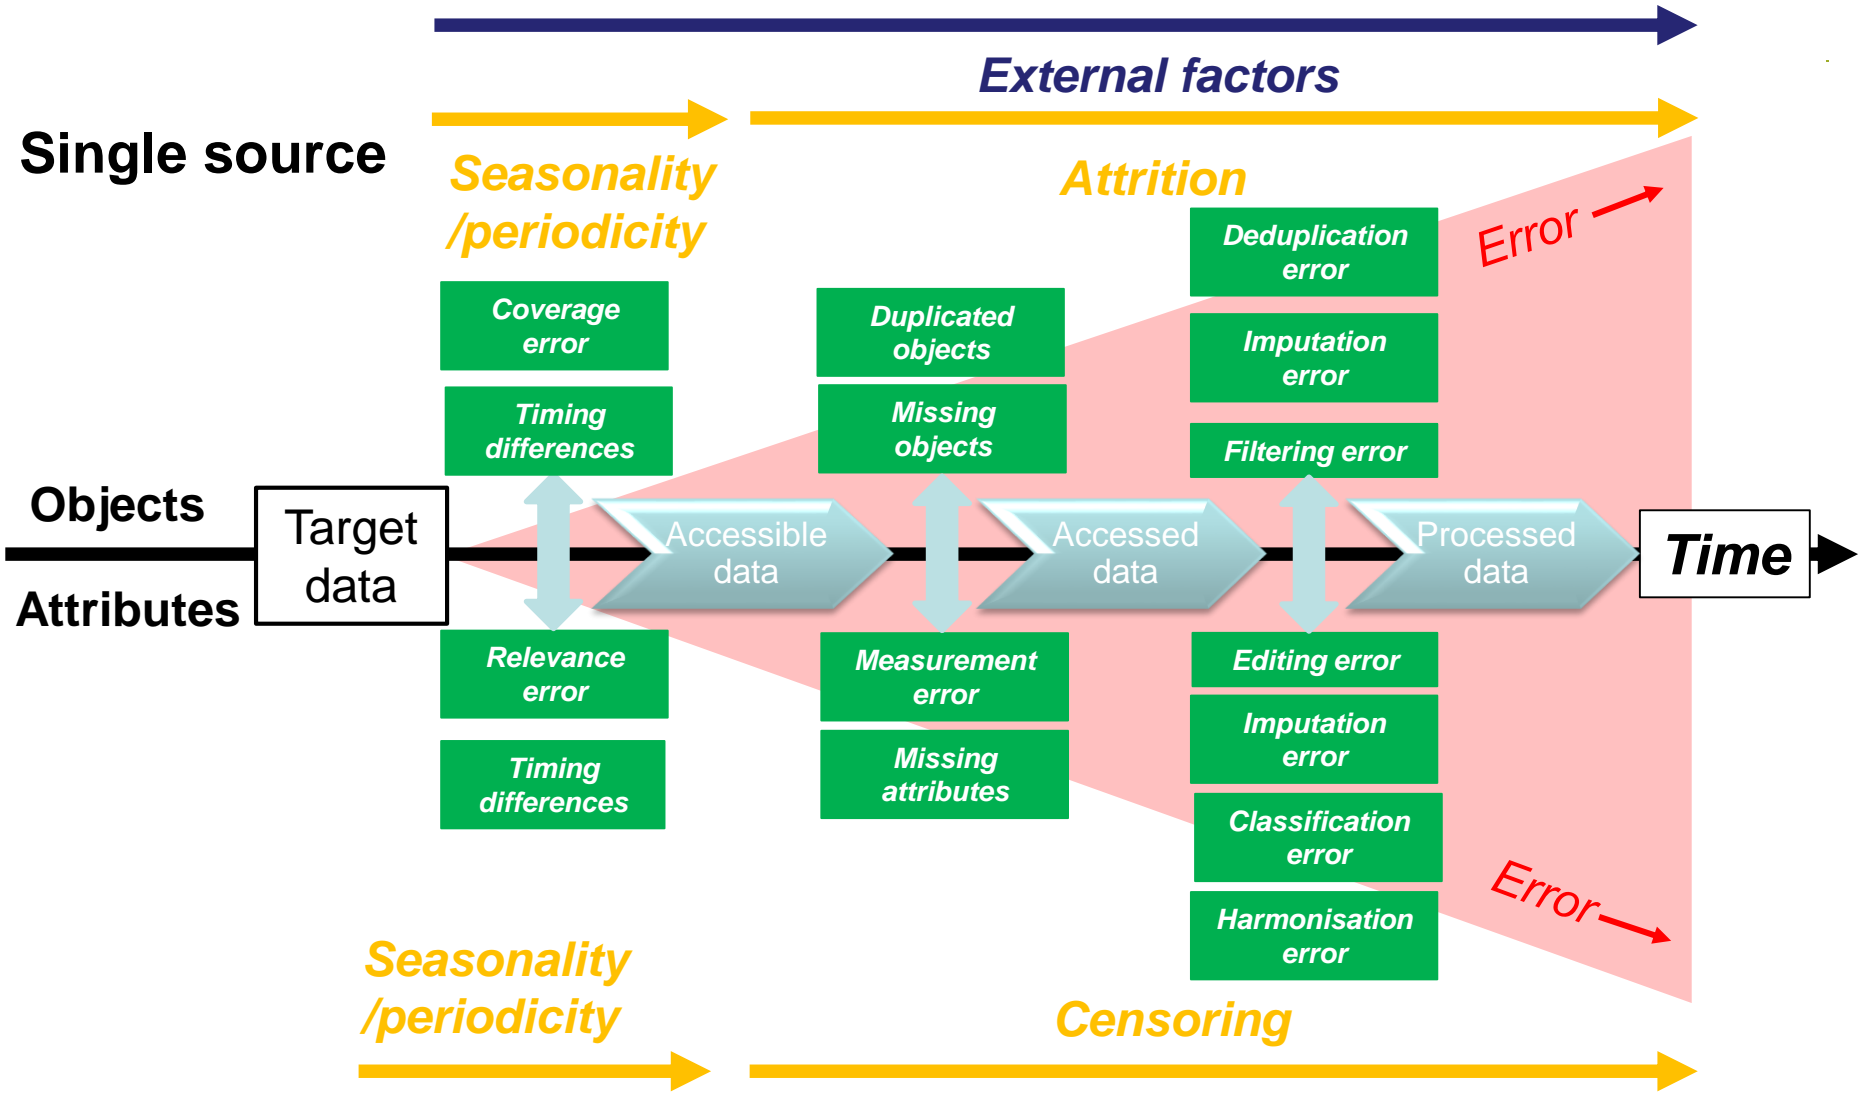 External factors
Single source
Seasonality
/periodicity
Attrition
Error
Deduplication
error
Coverage
error
Duplicated
objects
Imputation
error
Timing
differences
Missing
objects
Filtering error
Objects
Attributes
Target
data
Accessible
data
Accessed
data
Processed
data
Time
Relevance
error
Measurement
error
Editing error
Imputation
error
Timing
differences
Missing
attributes
Classification
error
Error
Harmonisation
error
Seasonality
/periodicity
Censoring